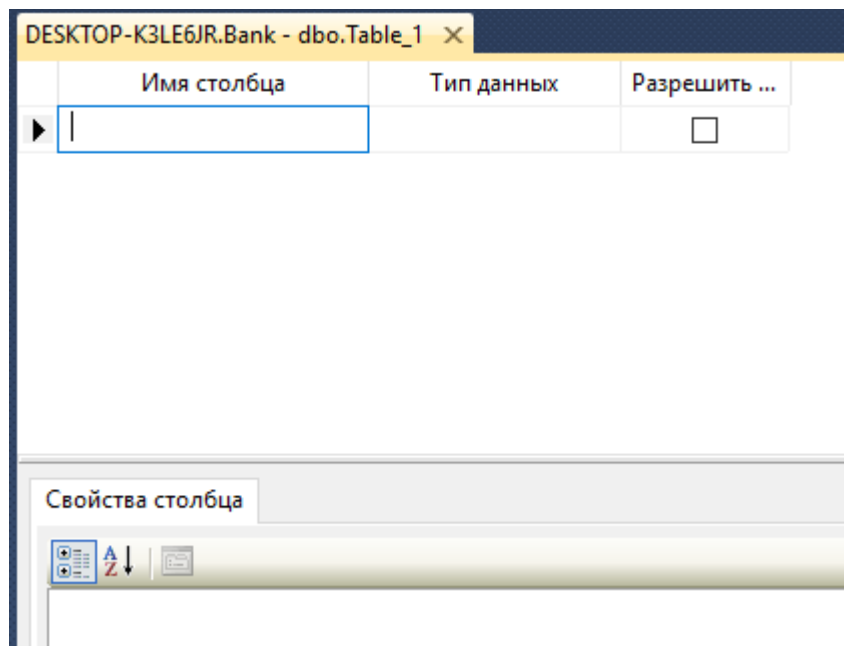 DESKTOP-K3LE6JR.Bank - dbo.Table_1
Имя столбца Тип данных Разрешить ...
Свойства столбца